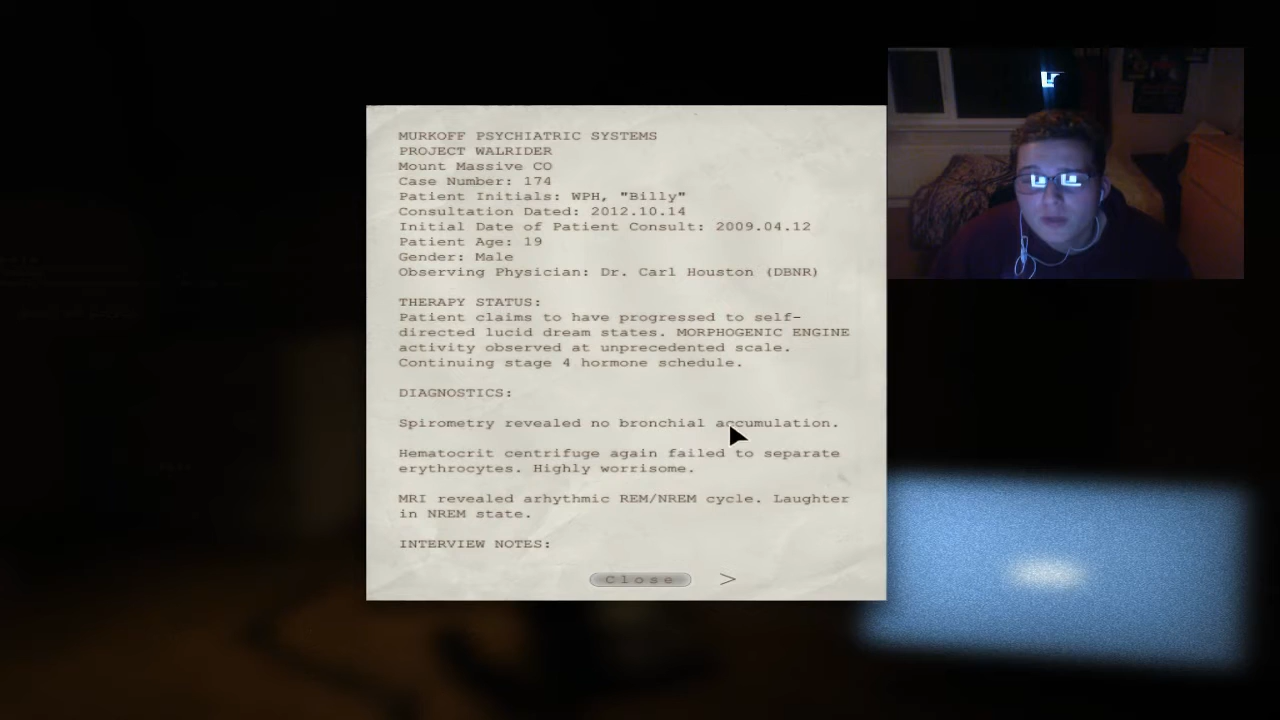 MURKOFF PSYCHIATRIC SYSTEMS
PROJECT WALRIDER
Mount Massive CO
Case Number: 174
Patient Initials: WPH, "Billy"
Consultation Dated: 2012.10.14
Initial Date of Patient Consult: 2009.04.12
Patient Age: 19
Gender: Male
Observing Physician: Dr. Carl Houston (DBNR)
THERAPY STATUS:
Patient claims to have progressed to self-
directed lucid dream states. MORPHOGENIC ENGINE
activity observed at unprecedented scale.
Continuing stage 4 hormone schedule.
DIAGNOSTICS:
Spirometry revealed no bronchial accumulation.
Hematocrit centrifuge again failed to separate
erythrocytes. Highly worrisome.
MRI revealed arhythmic REM/NREM cycle. Laughter
in NREM state.
INTERVIEW NOTES:
Close >